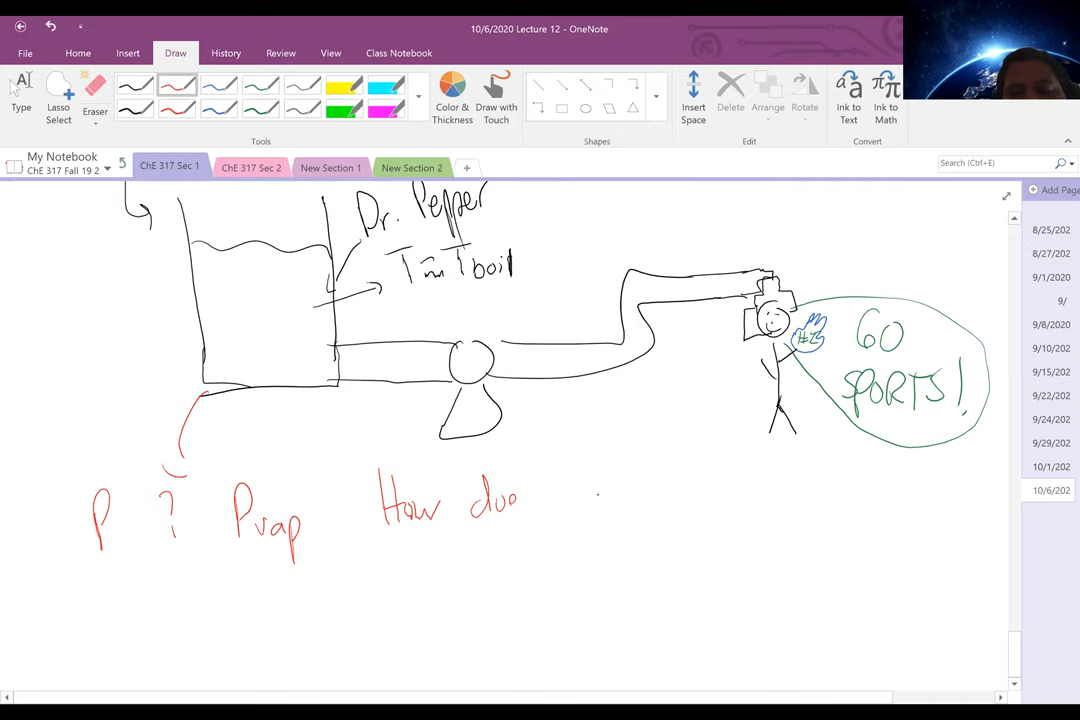 10/6/2020 Lecture 12 - OneNote
File Home Insert Draw History Review View Class Notebook
Type
Lasso Select
Eraser
Color & Thickness
Draw with Touch
Insert Space
Delete
Arrange
Rotate
Ink to Text
Ink to Math
Tools Shapes Edit Convert
My Notebook
ChE 317 Fall 19 2
ChE 317 Sec 1 ChE 317 Sec 2 New Section 1 New Section 2 +
Search (Ctrl+E)
Add Page
8/25/202
8/27/202
9/1/2020
9/
9/8/2020
9/10/202
9/15/202
9/22/202
9/24/202
9/29/202
10/1/202
10/6/202
Dr. Pepper
T ≈ Tboil
GO
SPORTS!
P ? Pvap How doe